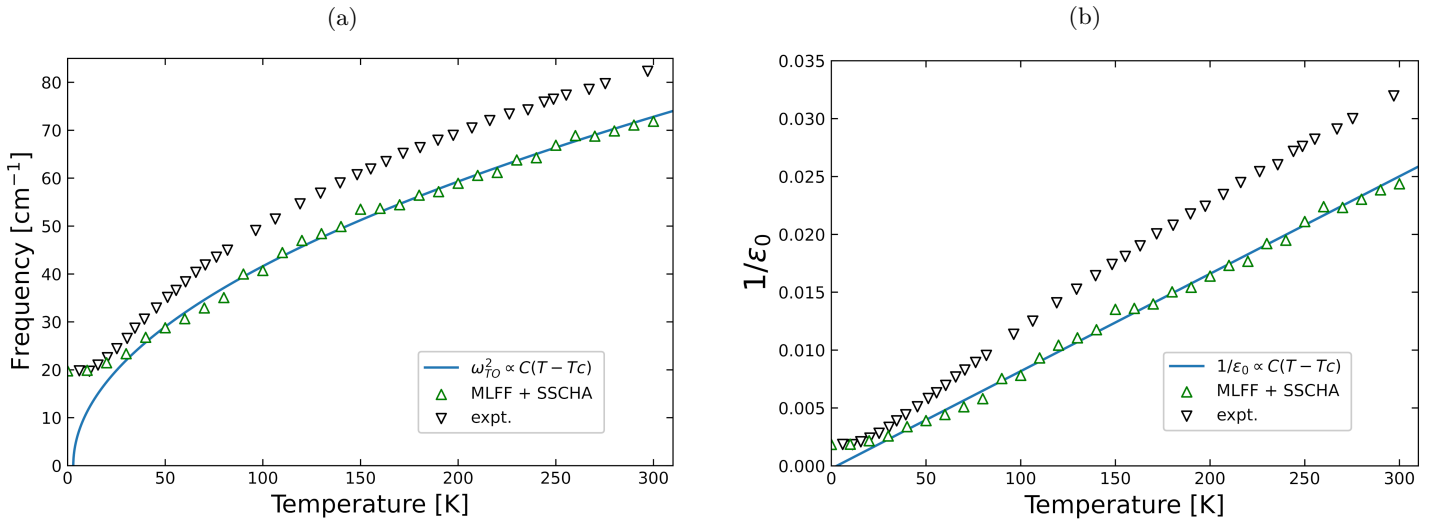 (a)
80
70
60
50
40
30
20
10
0
Frequency [cm⁻¹]
0 50 100 150 200 250 300
Temperature [K]
ω²_TO ∝ C(T − Tc)
MLFF + SSCHA
expt.
(b)
0.035
0.030
0.025
0.020
0.015
0.010
0.005
0.000
1/ε₀
0 50 100 150 200 250 300
Temperature [K]
1/ε₀ ∝ C(T − Tc)
MLFF + SSCHA
expt.